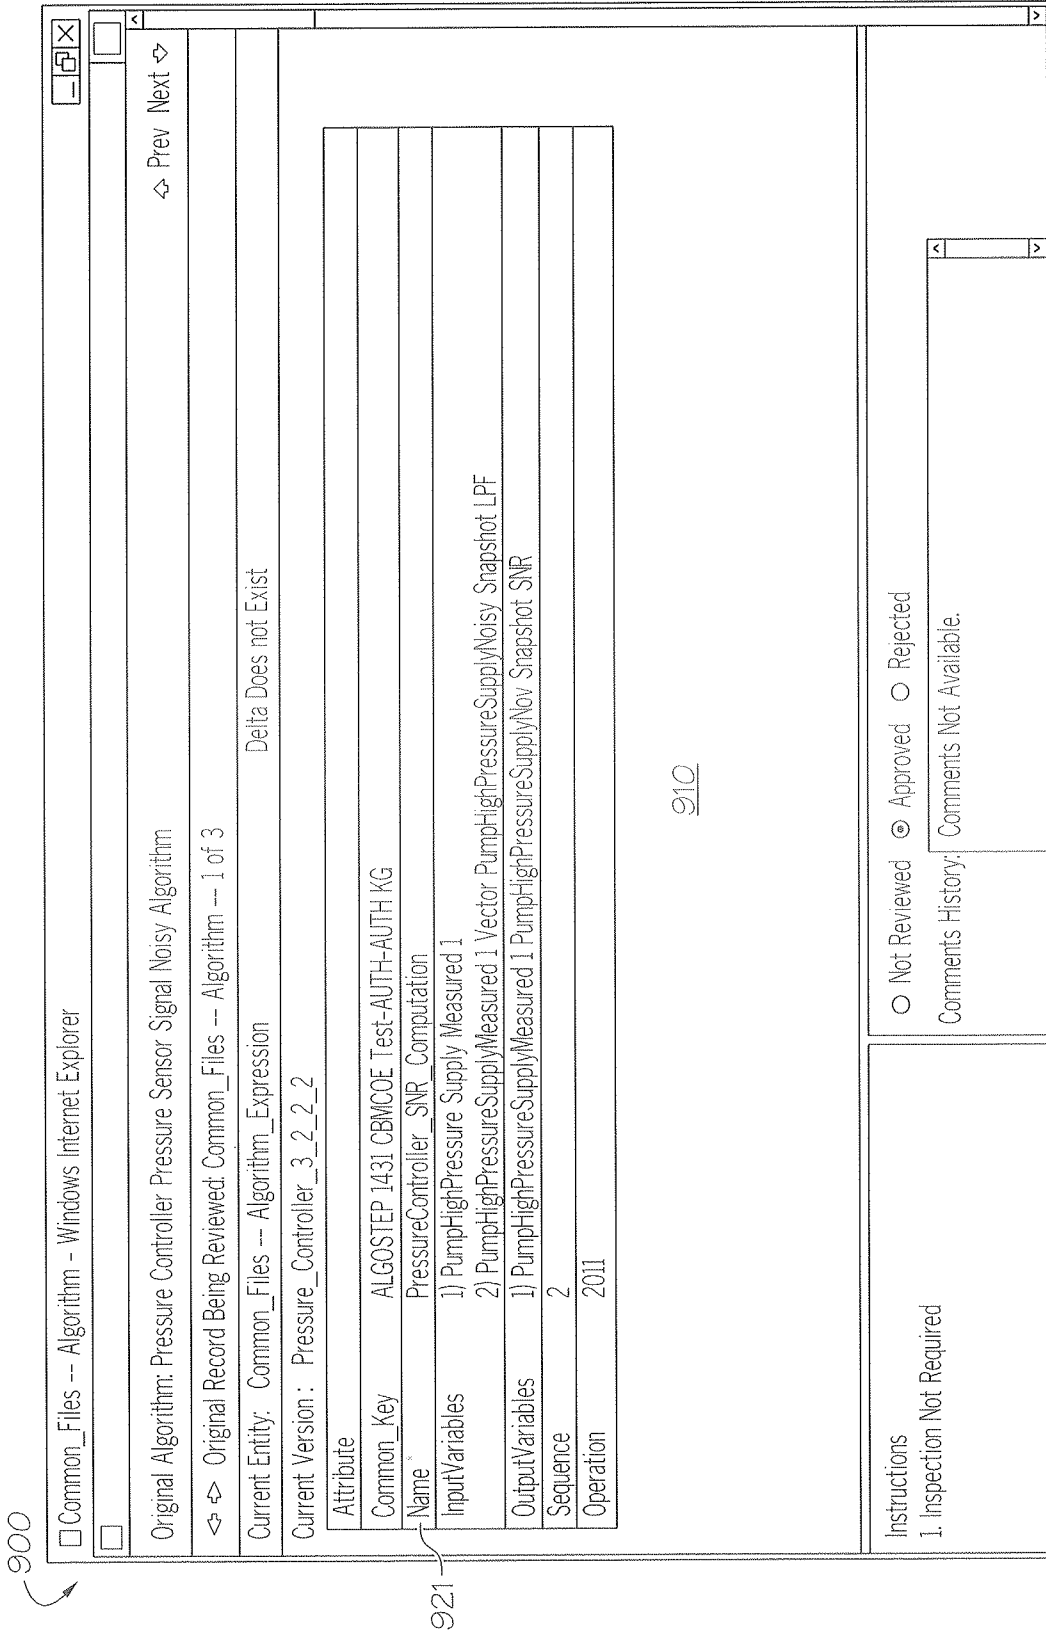 900
Common_Files -- Algorithm - Windows Internet Explorer
Original Algorithm: Pressure Controller Pressure Sensor Signal Noisy Algorithm
Prev Next
Original Record Being Reviewed: Common_Files -- Algorithm -- 1 of 3
Current Entity: Common_Files -- Algorithm_Expression Delta Does not Exist
Current Version : Pressure_Controller_3_2_2_2
Attribute
Common_Key ALGOSTEP 1431 CBMCOE Test-AUTH-AUTH KG
Name* PressureController_SNR_Computation
921
InputVariables 1) PumpHighPressure Supply Measured 1
2) PumpHighPressureSupplyMeasured 1 Vector PumpHighPressureSupplyNoisy Snapshot LPF
OutputVariables 1) PumpHighPressureSupplyMeasured 1 PumpHighPressureSupplyNov Snapshot SNR
Sequence 2
Operation 2011
910
Instructions
1. Inspection Not Required
Not Reviewed Approved Rejected
Comments History: Comments Not Available.